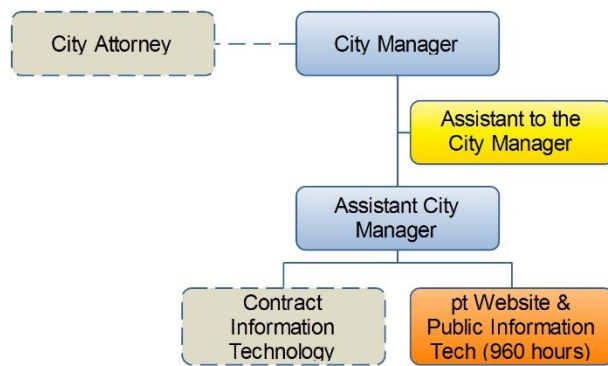 City Attorney
City Manager
Assistant to the
City Manager
Assistant City
Manager
Contract
Information
Technology
pt Website &
Public Information
Tech (960 hours)